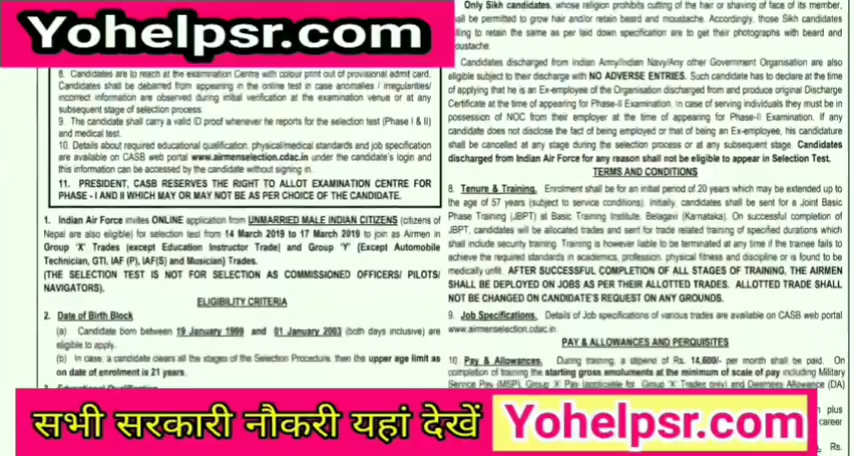 Yohelpsr.com
8. Candidates are to reach at the examination Centre with colour print out of provisional admit card.
Candidates shall be debarred from appearing in the online test in case anomalies / irregularities/
incorrect information are observed during initial verification at the examination venue or at any
subsequent stage of selection process.
9. The candidate shall carry a valid ID proof whenever he reports for the selection test (Phase I & II)
and medical test.
10. Details about required educational qualification, physical/medical standards and job specification
are available on CASB web portal www.airmenselection.cdac.in under the candidate's login and
this information can be accessed by the candidate without signing in.
11. PRESIDENT, CASB RESERVES THE RIGHT TO ALLOT EXAMINATION CENTRE FOR
PHASE - I AND II WHICH MAY OR MAY NOT BE AS PER CHOICE OF THE CANDIDATE.
1. Indian Air Force invites ONLINE application from UNMARRIED MALE INDIAN CITIZENS (citizens of
Nepal are also eligible) for selection test from 14 March 2019 to 17 March 2019 to join as Airmen in
Group 'X' Trades (except Education Instructor Trade) and Group 'Y' (Except Automobile
Technician, GTI, IAF (P), IAF(S) and Musician) Trades.
(THE SELECTION TEST IS NOT FOR SELECTION AS COMMISSIONED OFFICERS/ PILOTS/
NAVIGATORS).
ELIGIBILITY CRITERIA
2. Date of Birth Block
(a) Candidate born between 19 January 1999 and 01 January 2003 (both days inclusive) are
eligible to apply.
(b) In case, a candidate clears all the stages of the Selection Procedure, then the upper age limit as
on date of enrolment is 21 years.
Only Sikh candidates, whose religion prohibits cutting of the hair or shaving of face of its member,
all be permitted to grow hair and/or retain beard and moustache. Accordingly, those Sikh candidates
lling to retain the same as per laid down specification are to get their photographs with beard and
oustache.
Candidates discharged from Indian Army/Indian Navy/Any other Government Organisation are also
eligible subject to their discharge with NO ADVERSE ENTRIES. Such candidate has to declare at the time
of applying that he is an Ex-employee of the Organisation discharged from and produce original Discharge
Certificate at the time of appearing for Phase-II Examination. In case of serving individuals they must be in
possession of NOC from their employer at the time of appearing for Phase-II Examination. If any
candidate does not disclose the fact of being employed or that of being an Ex-employee, his candidature
shall be cancelled at any stage during the selection process or at any subsequent stage. Candidates
discharged from Indian Air Force for any reason shall not be eligible to appear in Selection Test.
TERMS AND CONDITIONS
8. Tenure & Training. Enrolment shall be for an initial period of 20 years which may be extended up to
the age of 57 years (subject to service conditions). Initially, candidates shall be sent for a Joint Basic
Phase Training (JBPT) at Basic Training Institute, Belagavi (Karnataka). On successful completion of
JBPT, candidates will be allocated trades and sent for trade related training of specified durations which
shall include security training. Training is however liable to be terminated at any time if the trainee fails to
achieve the required standards in academics, profession, physical fitness and discipline or is found to be
medically unfit. AFTER SUCCESSFUL COMPLETION OF ALL STAGES OF TRAINING, THE AIRMEN
SHALL BE DEPLOYED ON JOBS AS PER THEIR ALLOTTED TRADES. ALLOTTED TRADE SHALL
NOT BE CHANGED ON CANDIDATE'S REQUEST ON ANY GROUNDS.
9. Job Specifications. Details of Job specifications of various trades are available on CASB web portal
www.airmenselection.cdac.in.
PAY & ALLOWANCES AND PERQUISITES
10. Pay & Allowances. During training, a stipend of Rs. 14,600/- per month shall be paid. On
completion of training the starting gross emoluments at the minimum of scale of pay including Military
Service Pay (MSP), Group 'X' Pay (applicable for Group 'X' Trades only) and Dearness Allowance (DA)
plus
career
Rs.
सभी सरकारी नौकरी यहां देखें Yohelpsr.com